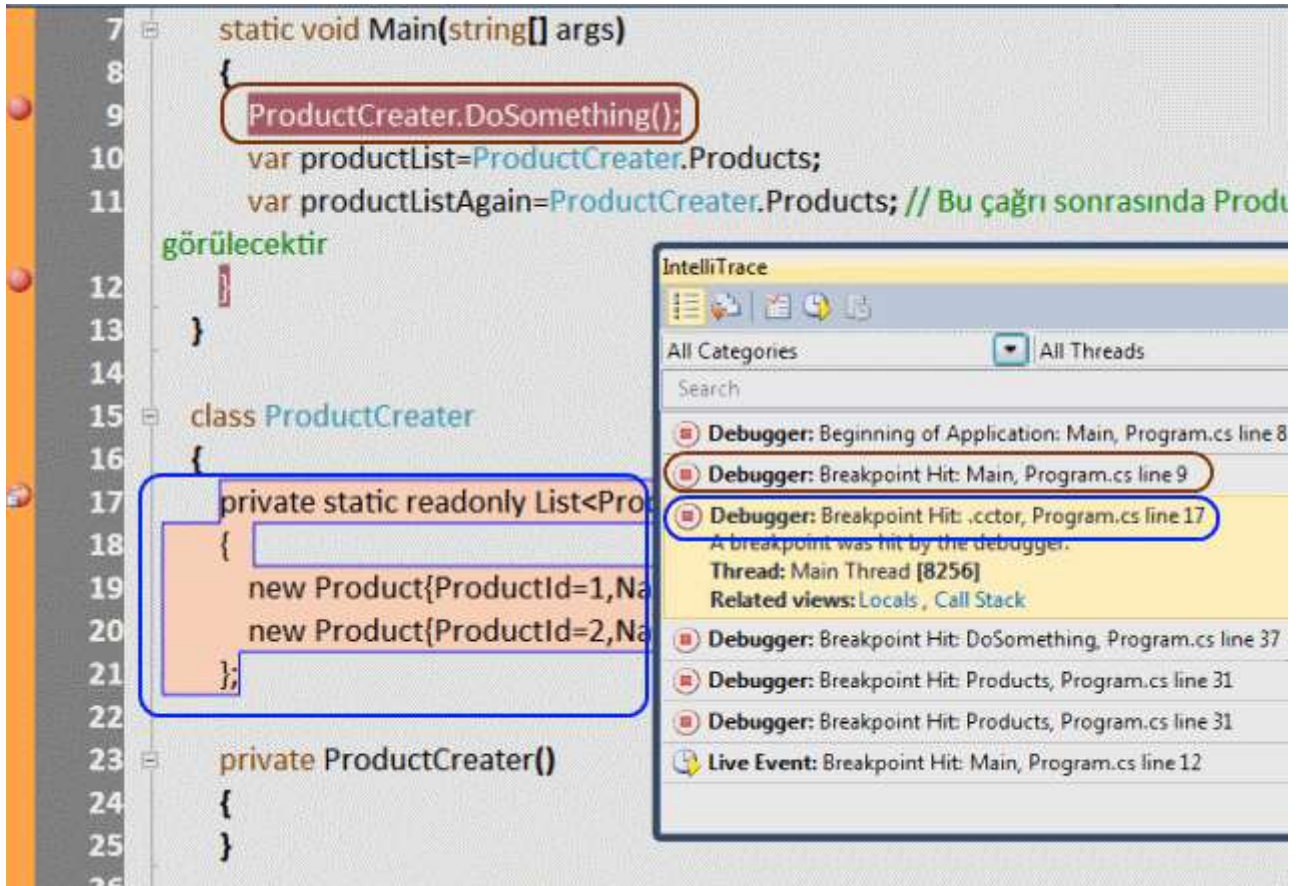 7 static void Main(string[] args)
8 {
9 ProductCreater.DoSomething();
10 var productList=ProductCreater.Products;
11 var productListAgain=ProductCreater.Products; // Bu çağrı sonrasında Produ
görülecektir
12 }
13 }
14
15 class ProductCreater
16 {
17 private static readonly List<Pro
18 {
19 new Product{ProductId=1,Na
20 new Product{ProductId=2,Na
21 };
22
23 private ProductCreater()
24 {
25 }
26
IntelliTrace
All Categories All Threads
Search
Debugger: Beginning of Application: Main, Program.cs line 8
Debugger: Breakpoint Hit: Main, Program.cs line 9
Debugger: Breakpoint Hit: .cctor, Program.cs line 17
A breakpoint was hit by the debugger.
Thread: Main Thread [8256]
Related views: Locals , Call Stack
Debugger: Breakpoint Hit: DoSomething, Program.cs line 37
Debugger: Breakpoint Hit: Products, Program.cs line 31
Debugger: Breakpoint Hit: Products, Program.cs line 31
Live Event: Breakpoint Hit: Main, Program.cs line 12